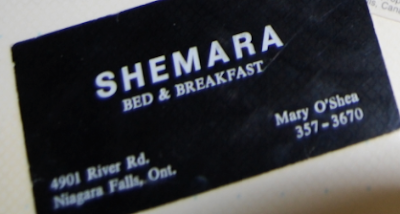 SHEMARA
BED & BREAKFAST
Mary O'Shea
357-3670
4901 River Rd.
Niagara Falls, Ont.